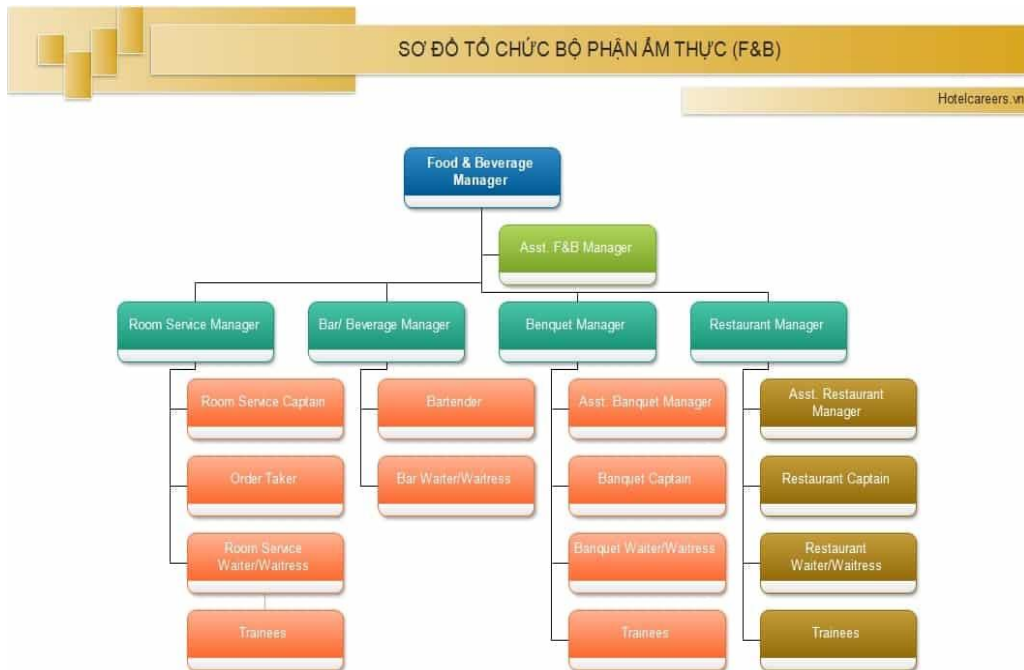 SƠ ĐỒ TỔ CHỨC BỘ PHẬN ẨM THỰC (F&B)
Hotelcareers.vn
Food & Beverage
Manager
Asst. F&B Manager
Room Service Manager
Bar/ Beverage Manager
Benquet Manager
Restaurant Manager
Room Service Captain
Bartender
Asst. Banquet Manager
Asst. Restaurant
Manager
Order Taker
Bar Waiter/Waitress
Banquet Captain
Restaurant Captain
Room Service
Waiter/Waitress
Banquet Waiter/Waitress
Restaurant
Waiter/Waitress
Trainees
Trainees
Trainees